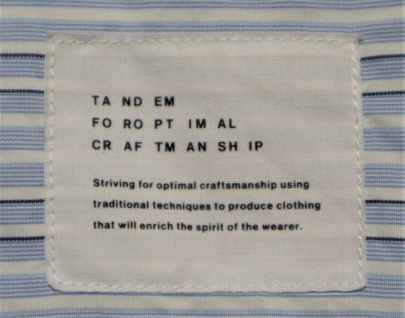 TA ND EM
FO RO PT IM AL
CR AF TM AN SH IP
Striving for optimal craftsmanship using
traditional techniques to produce clothing
that will enrich the spirit of the wearer.